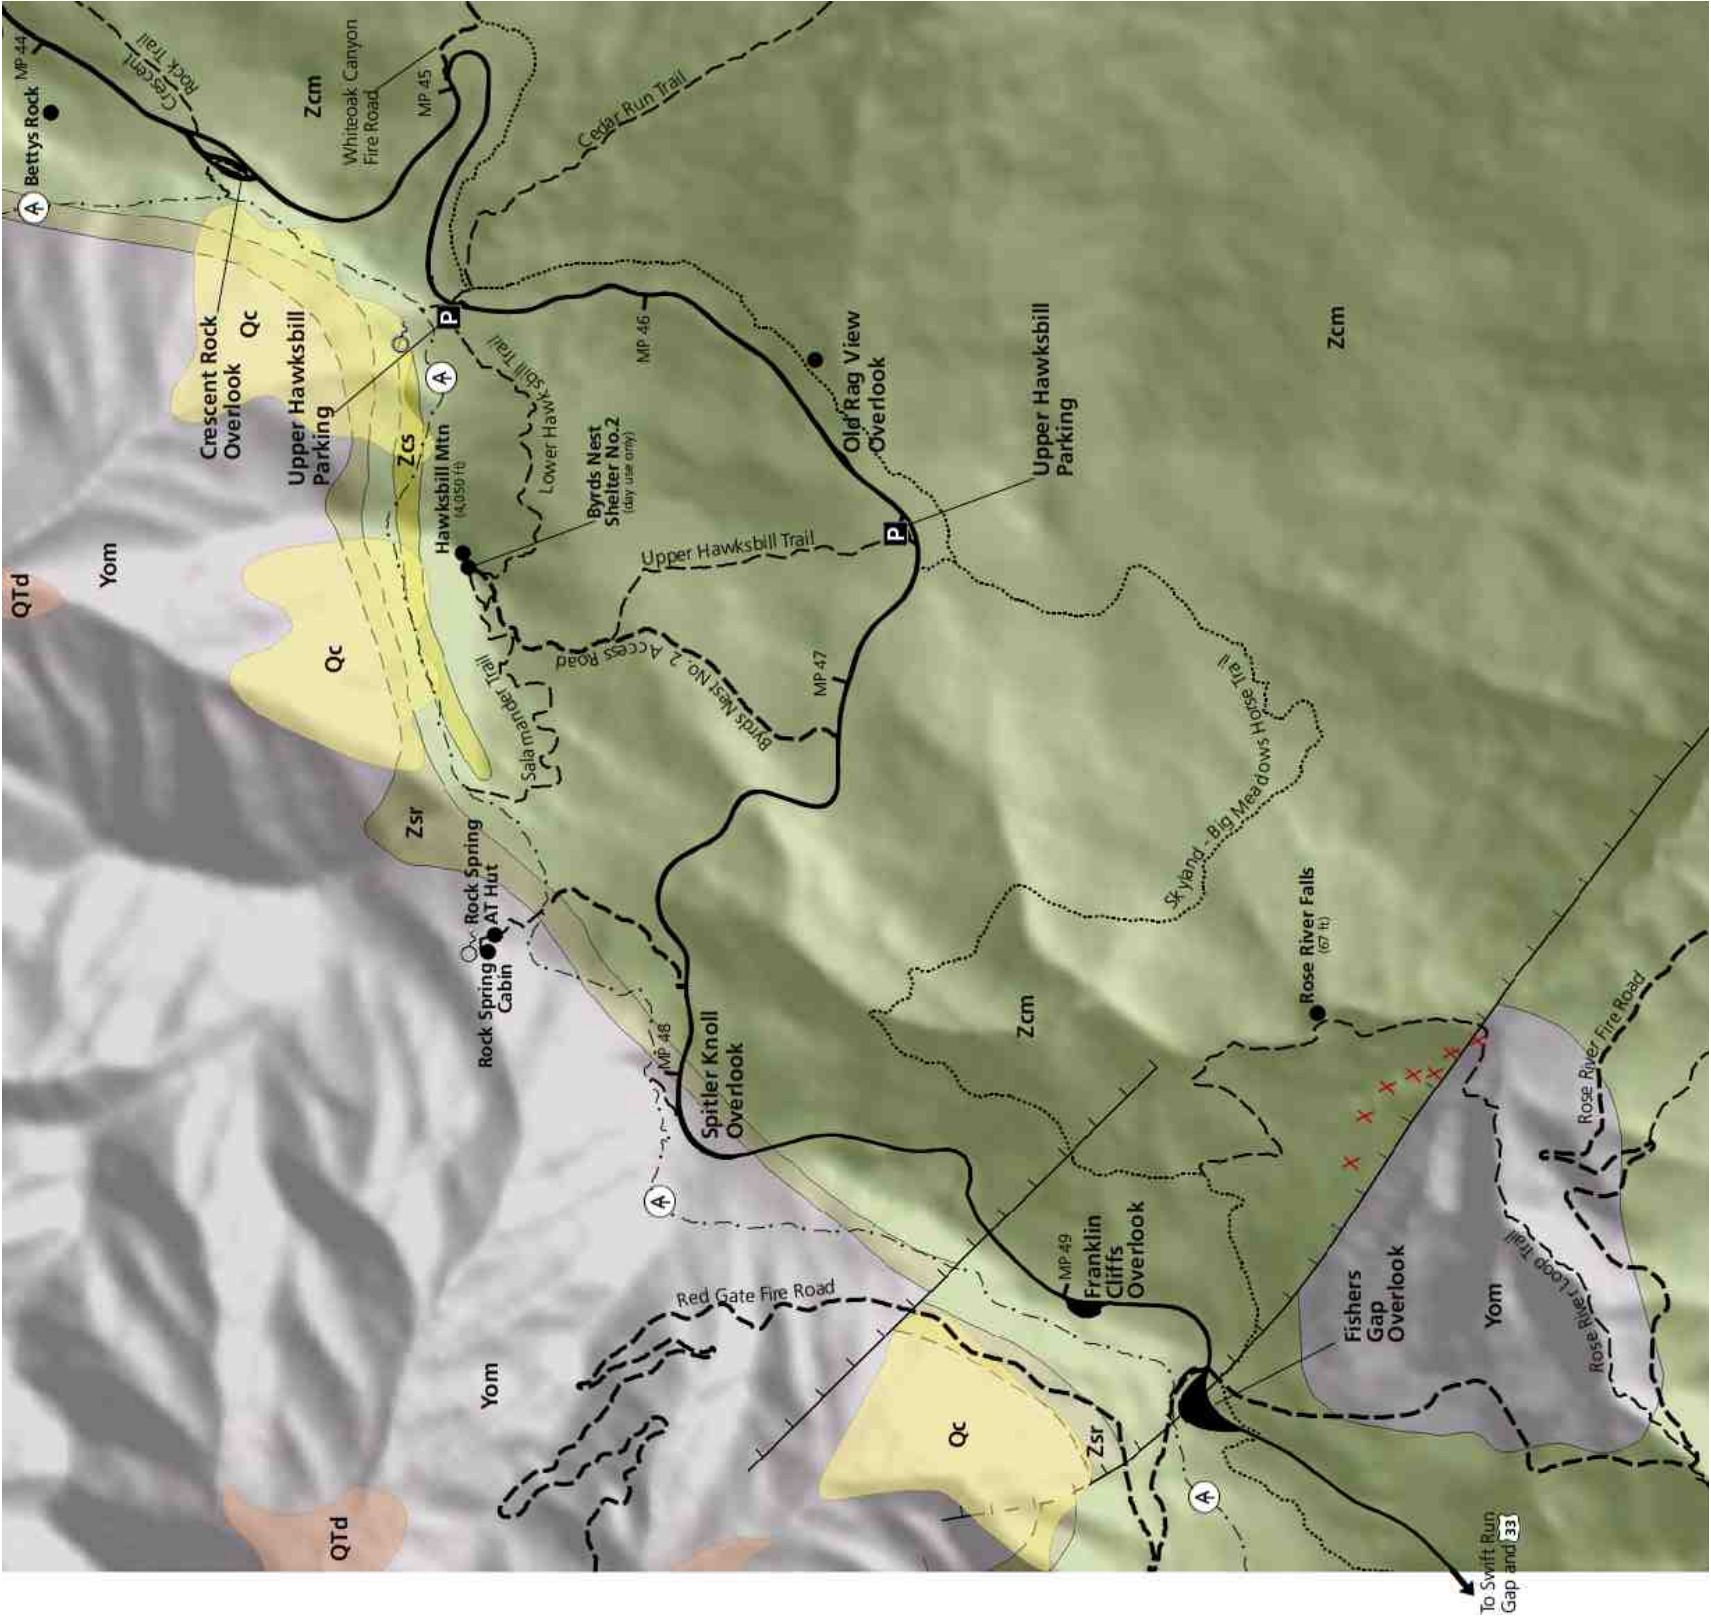 MP 44
Bettys Rock
A
Crescent
Rock Trail
Zcm
Whiteoak Canyon
Fire Road
MP 45
Cedar Run Trail
Crescent Rock
Overlook
Qc
Upper Hawksbill
Parking
P
A
Lower Hawksbill Trail
MP 46
Old Rag View
Overlook
Upper Hawksbill
Parking
Zcm
QTd
Yom
Qc
Zcs
Hawksbill Mtn
(4,050 ft)
Byrds Nest
Shelter No.2
(day use only)
Upper Hawksbill Trail
P
Salamander Trail
Byrds Nest No. 2 Access Road
MP 47
Skyland - Big Meadows Horse Trail
Zsr
Rock Spring
AT Hut
Rock Spring
Cabin
MP 48
Spitler Knoll
Overlook
Zcm
Rose River Falls
(67 ft)
Rose River Fire Road
A
Red Gate Fire Road
MP 49
Franklin
Cliffs
Overlook
Fishers
Gap
Overlook
Yom
Rose River Loop Trail
Yom
Qc
Zsr
QTd
A
To Swift Run
Gap and 33